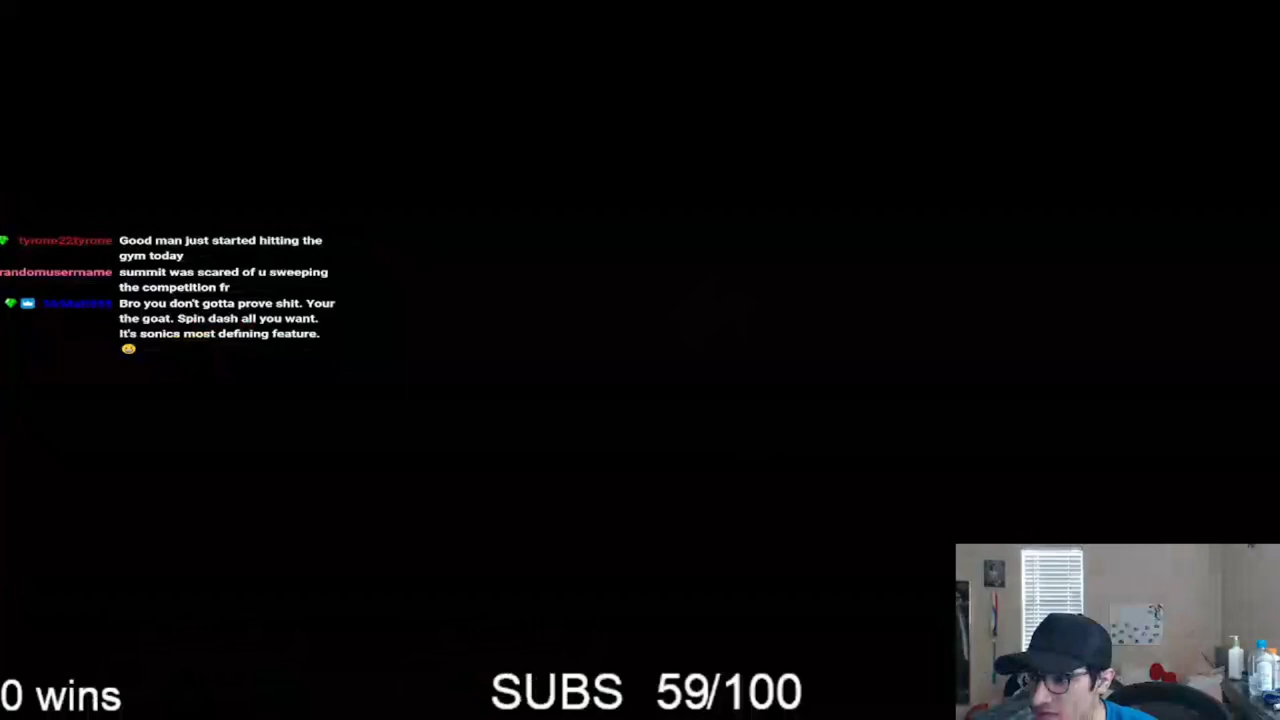 tyrone22tyrone Good man just started hitting the
gym today
randomusername summit was scared of u sweeping
the competition fr
Bro you don't gotta prove shit. Your
the goat. Spin dash all you want.
It's sonics most defining feature.
0 wins
SUBS 59/100